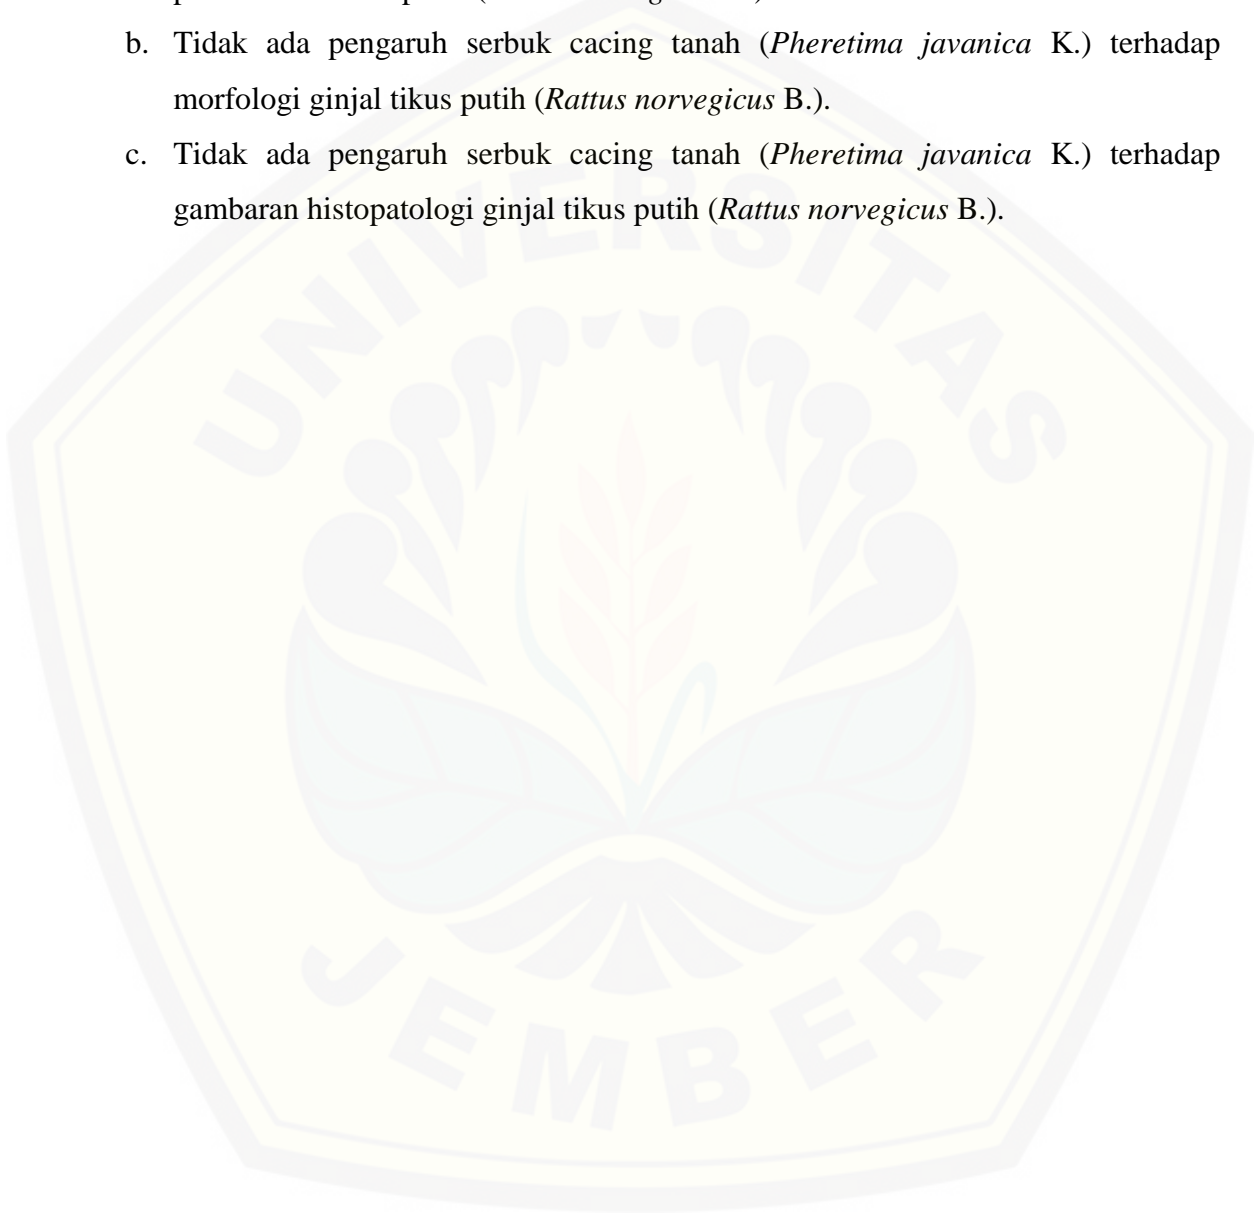 b. Tidak ada pengaruh serbuk cacing tanah (Pheretima javanica K.) terhadap
morfologi ginjal tikus putih (Rattus norvegicus B.).
c. Tidak ada pengaruh serbuk cacing tanah (Pheretima javanica K.) terhadap
gambaran histopatologi ginjal tikus putih (Rattus norvegicus B.).
UNIVERSITAS
JEMBER